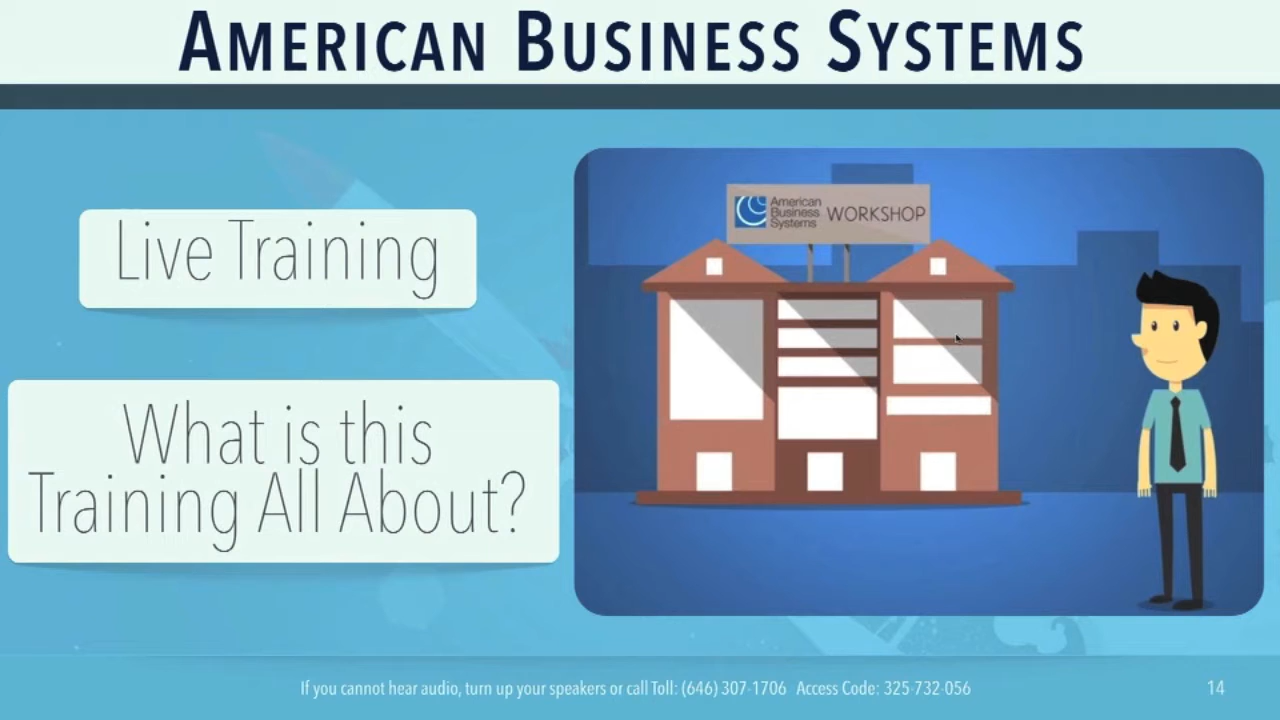 AMERICAN BUSINESS SYSTEMS
Live Training
What is this
Training All About?
American
Business
Systems
WORKSHOP
If you cannot hear audio, turn up your speakers or call Toll: (646) 307-1706 Access Code: 325-732-056
14